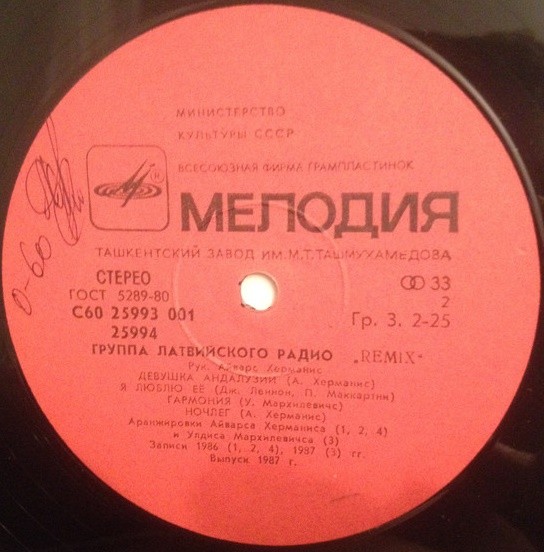 МИНИСТЕРСТВО
КУЛЬТУРЫ СССР
ВСЕСОЮЗНАЯ ФИРМА ГРАМПЛАСТИНОК
МЕЛОДИЯ
ТАШКЕНТСКИЙ ЗАВОД ИМ.М.Т.ТАШМУХАМЕДОВА
СТЕРЕО
33
ГОСТ 5289-80
2
С60 25993 001
Гр. 3. 2-25
25994
ГРУППА ЛАТВИЙСКОГО РАДИО „REMIX"
Рук. Айварс Херманис
ДЕВУШКА АНДАЛУЗИИ (А. Херманис)
Я ЛЮБЛЮ ЕЁ (Дж. Леннон, П. Маккартни)
ГАРМОНИЯ (У. Мархилевичс)
НОЧЛЕГ (А. Херманис)
Аранжировки Айварса Херманиса (1, 2, 4)
и Улдиса Мархилевичса (3)
Записи 1986 (1, 2, 4), 1987 (3) гг.
Выпуск 1987 г.
0-60